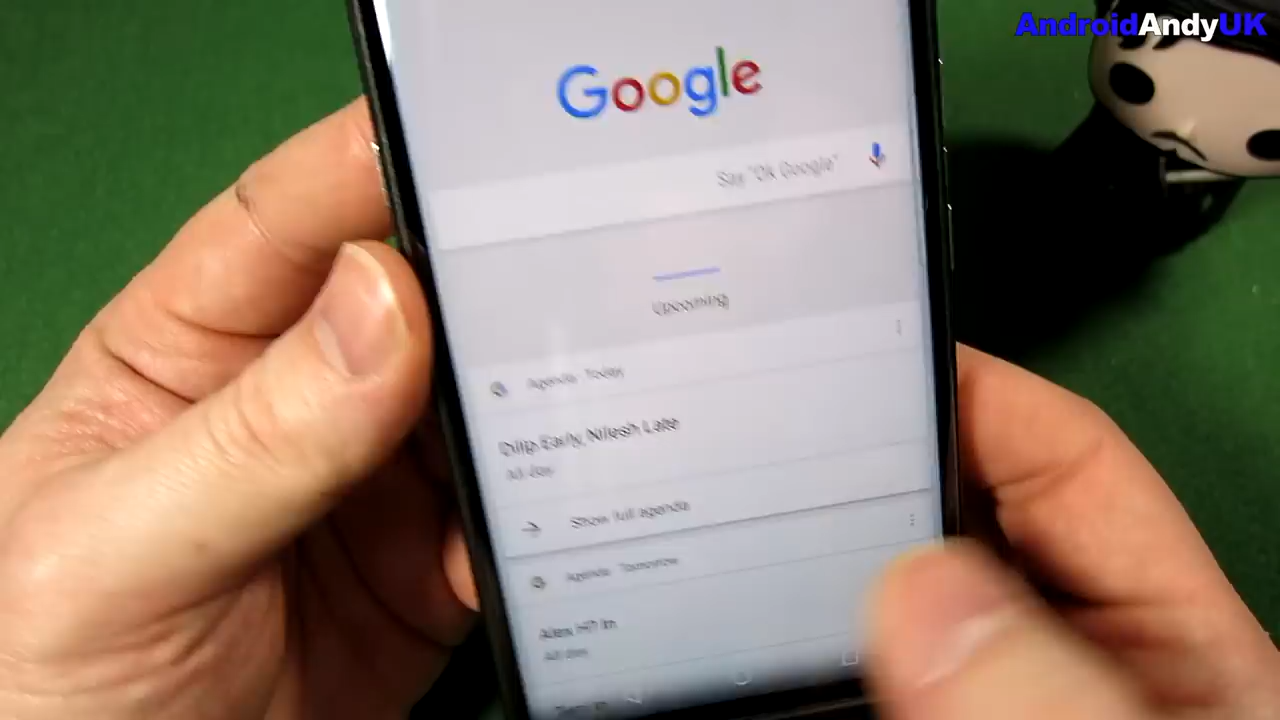 AndroidAndyUK
Google
Say "Ok Google"
Upcoming
Agenda · Today
Dilip Early, Nilesh Late
All day
Show full agenda
Agenda · Tomorrow
Alex H? In
All day